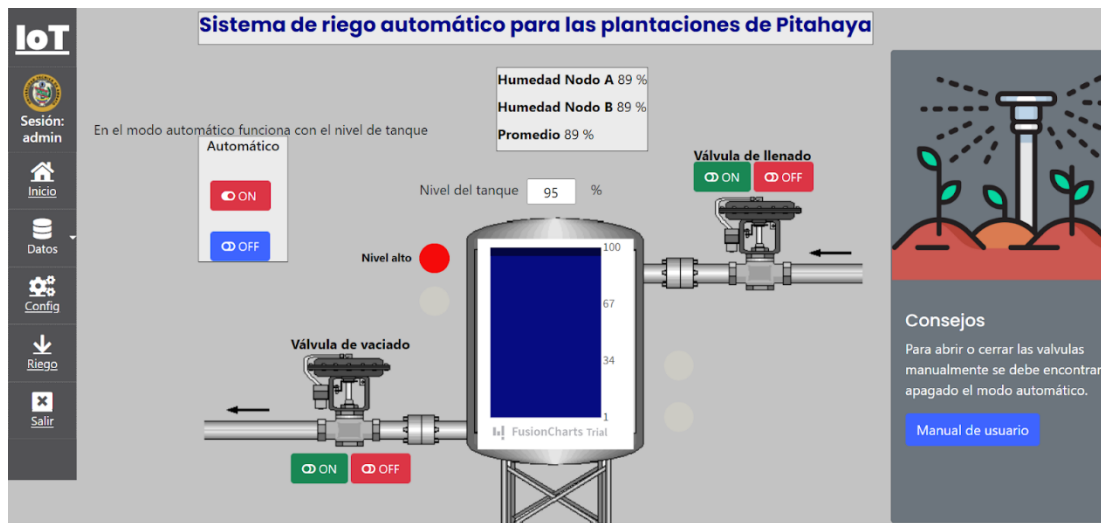 IoT
Sistema de riego automático para las plantaciones de Pitahaya
Sesión:
admin
Inicio
Datos
Config
Riego
Salir
En el modo automático funciona con el nivel de tanque
Automático
ON
OFF
Humedad Nodo A 89 %
Humedad Nodo B 89 %
Promedio 89 %
Válvula de llenado
ON OFF
Nivel del tanque 95 %
Nivel alto
100
67
34
1
FusionCharts Trial
Válvula de vaciado
ON OFF
Consejos
Para abrir o cerrar las valvulas
manualmente se debe encontrar
apagado el modo automático.
Manual de usuario